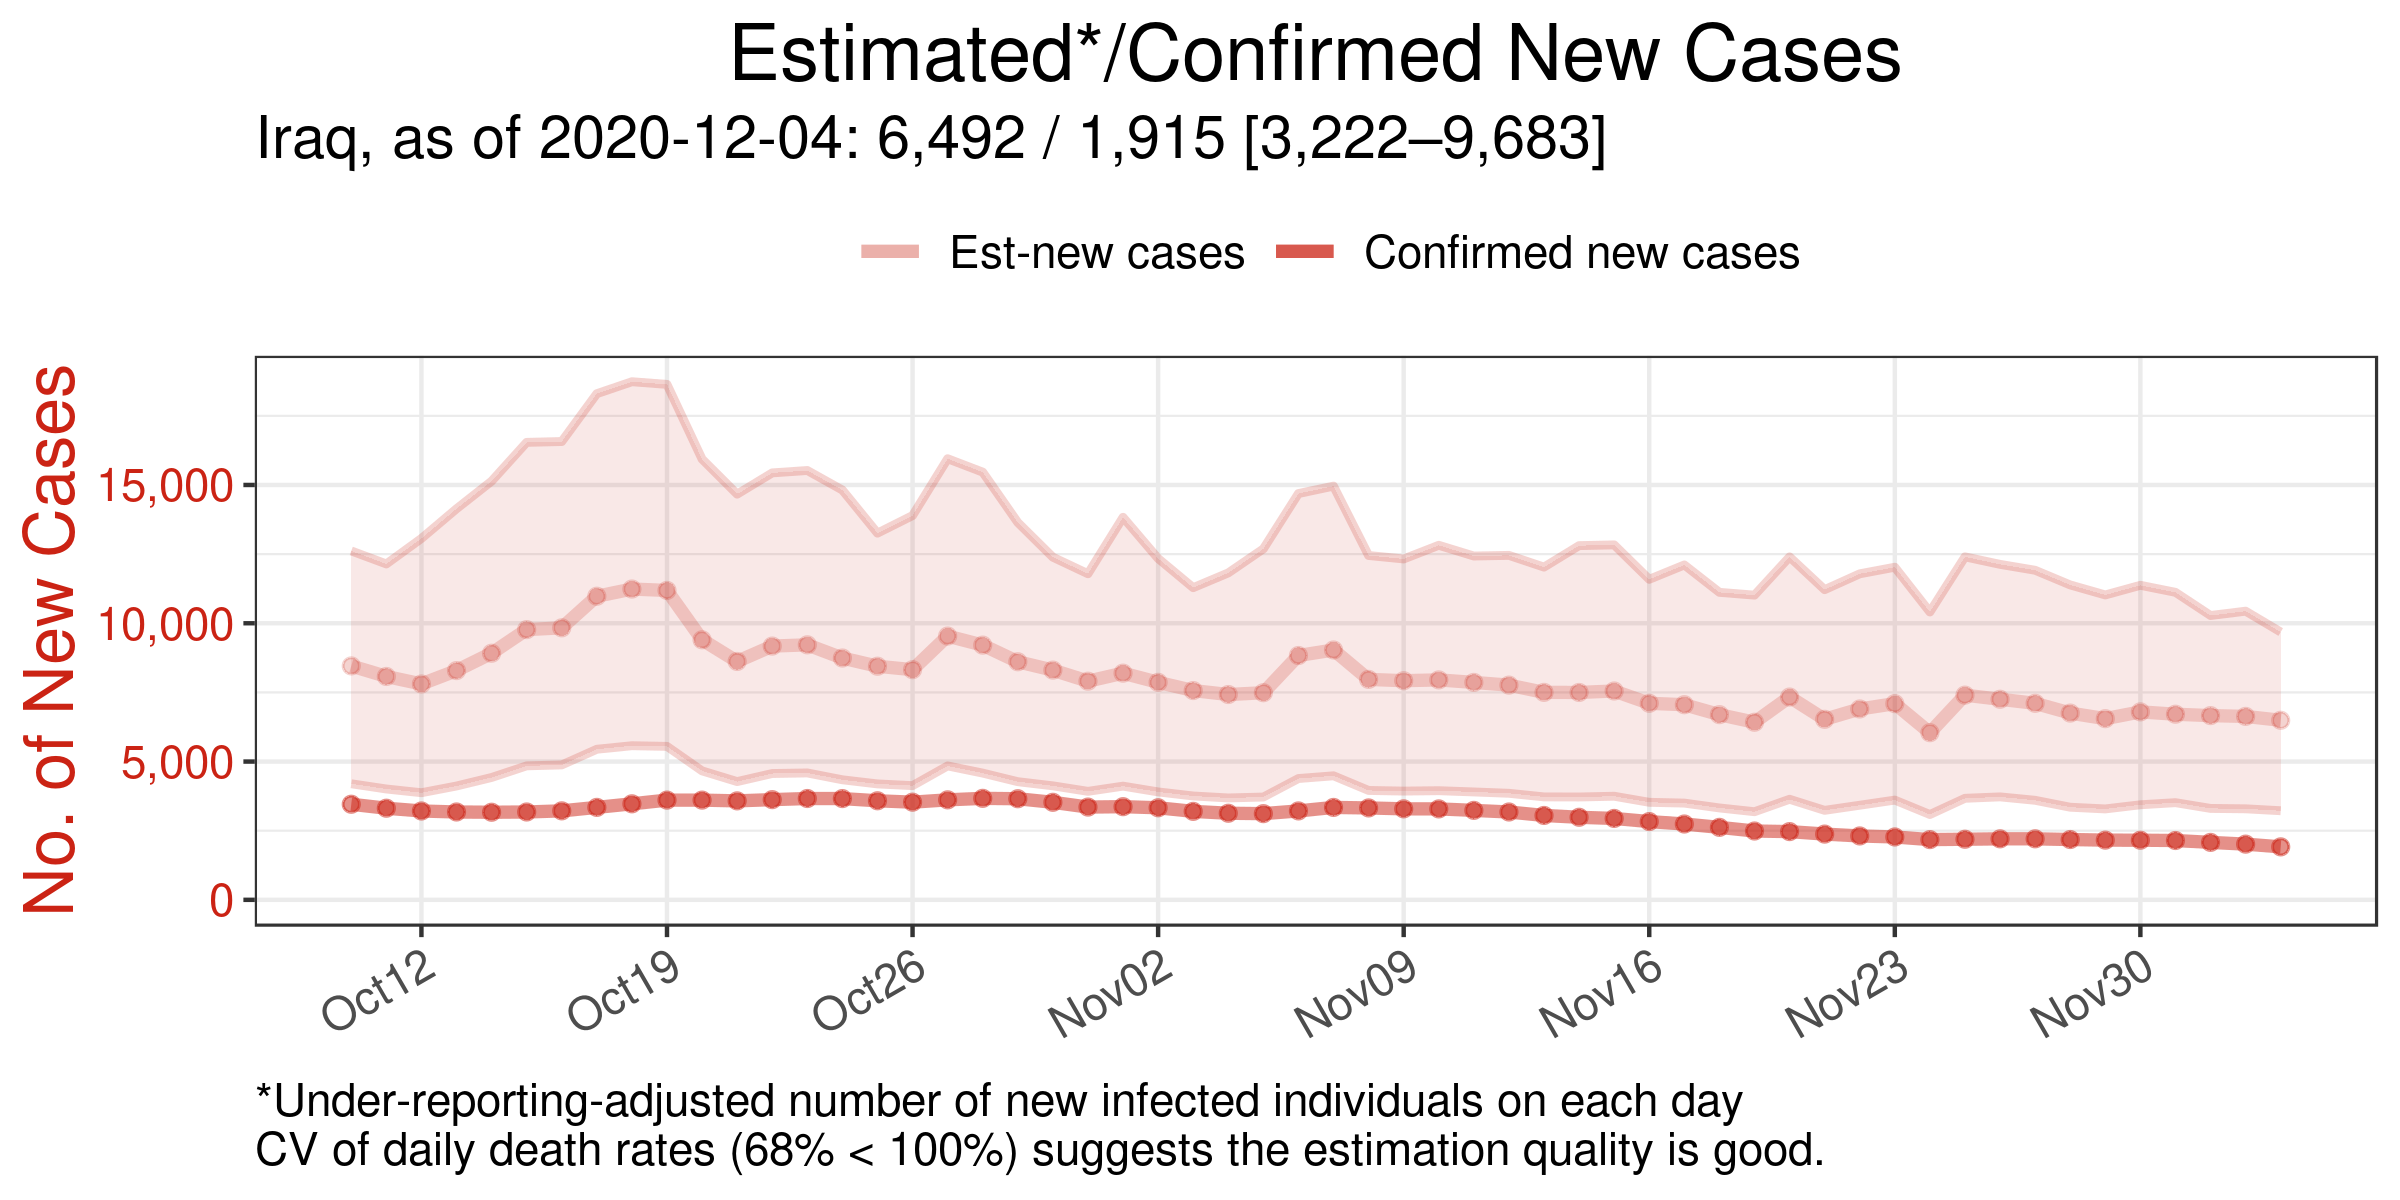 Estimated*/Confirmed New Cases
Iraq, as of 2020-12-04: 6,492 / 1,915 [3,222–9,683]
Est-new cases
Confirmed new cases
No. of New Cases
15,000
10,000
5,000
0
Oct12
Oct19
Oct26
Nov02
Nov09
Nov16
Nov23
Nov30
*Under-reporting-adjusted number of new infected individuals on each day
CV of daily death rates (68% < 100%) suggests the estimation quality is good.